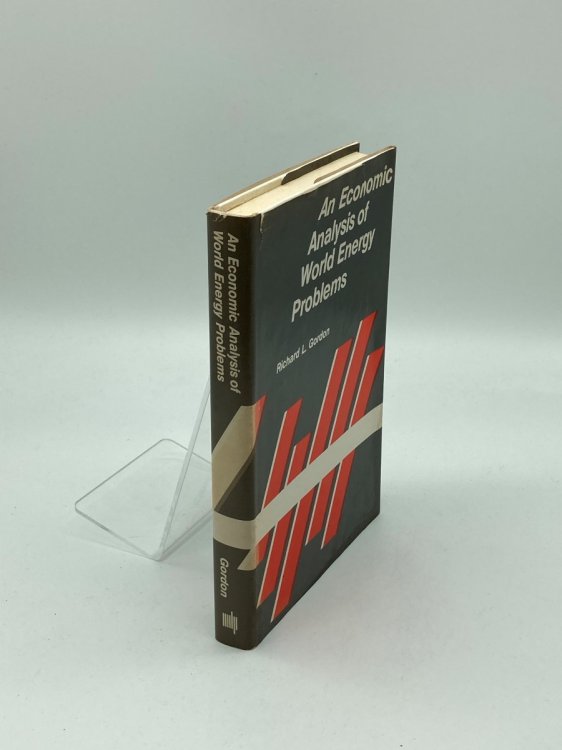 An Economic Analysis of
World Energy Problems
Gordon
An Economic
Analysis of
World Energy
Problems
Richard L. Gordon